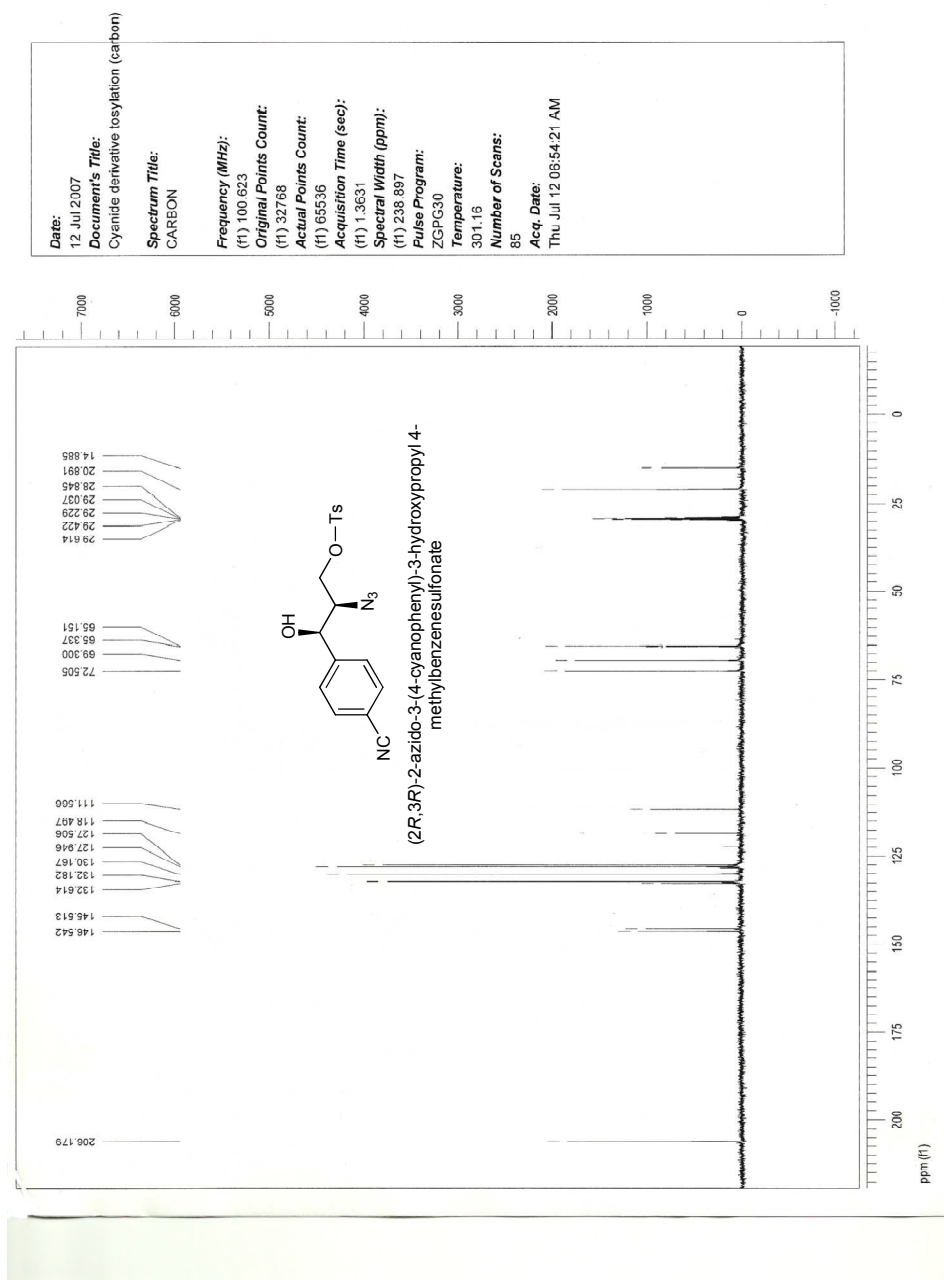 Date:
12 Jul 2007
Document's Title:
Cyanide derivative tosylation (carbon)
Spectrum Title:
CARBON
Frequency (MHz):
(f1) 100.623
Original Points Count:
(f1) 32768
Actual Points Count:
(f1) 65536
Acquisition Time (sec):
(f1) 1.3631
Spectral Width (ppm):
(f1) 238.897
Pulse Program:
ZGPG30
Temperature:
301.16
Number of Scans:
85
Acq. Date:
Thu Jul 12 06:54:21 AM
7000
6000
5000
4000
3000
2000
1000
0
-1000
206.179
146.542
145.513
132.614
132.182
130.167
127.946
127.506
118.497
111.566
72.505
69.300
65.337
65.151
29.614
29.422
29.229
29.037
28.845
20.891
14.885
OH
O-Ts
N3
NC
(2R,3R)-2-azido-3-(4-cyanophenyl)-3-hydroxypropyl 4-
methylbenzenesulfonate
200
175
150
125
100
75
50
25
0
ppm (f1)